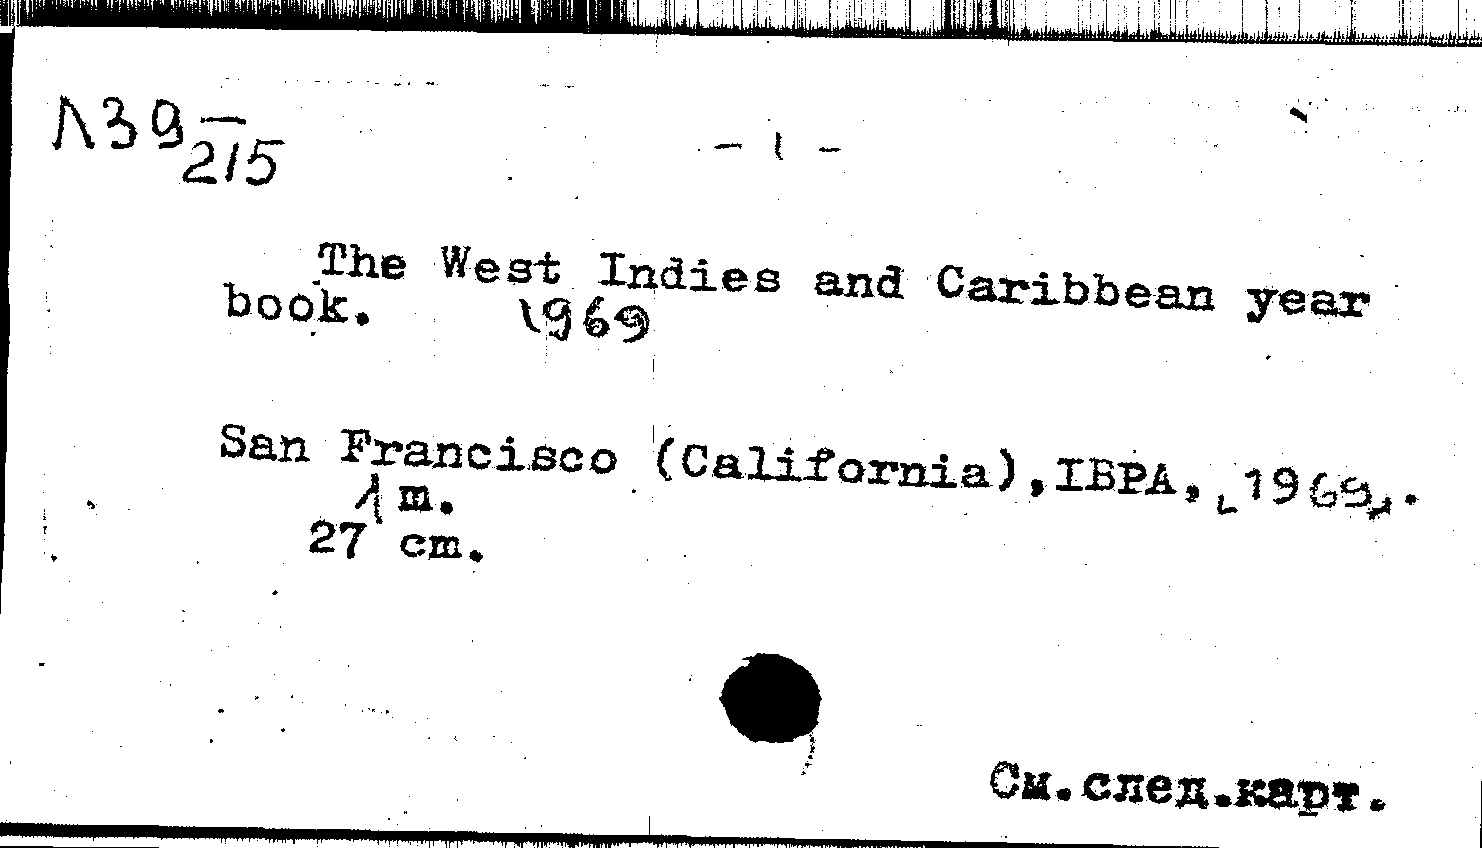 Л39—
215
- 1 -
The West Indies and Caribbean year
book. 1969
San Francisco (California), IBPA, [1969].
1 m.
27 cm.
См.след.карт.